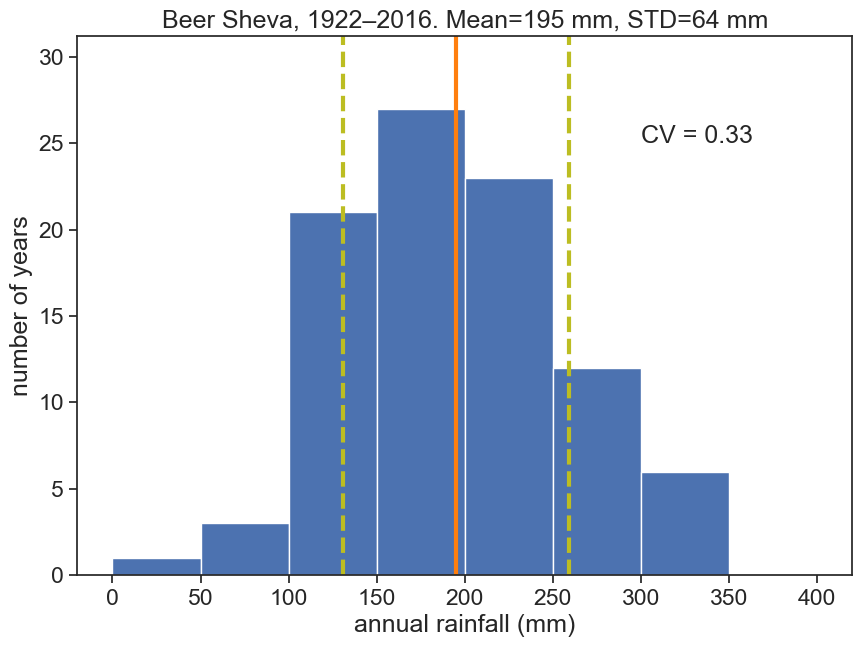 Beer Sheva, 1922–2016. Mean=195 mm, STD=64 mm
30
25
20
15
10
5
0
number of years
CV = 0.33
0 50 100 150 200 250 300 350 400
annual rainfall (mm)